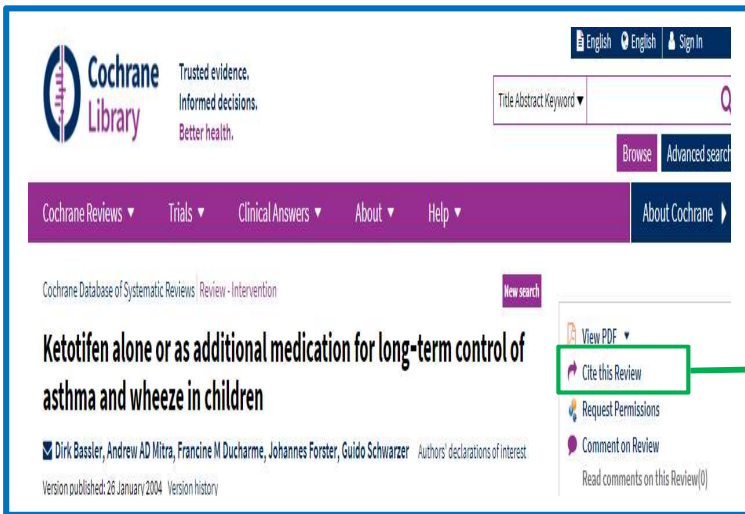 English English Sign In
Cochrane
Library
Trusted evidence.
Informed decisions.
Better health.
Title Abstract Keyword ▼
Browse Advanced search
Cochrane Reviews ▼ Trials ▼ Clinical Answers ▼ About ▼ Help ▼ About Cochrane ▶
Cochrane Database of Systematic Reviews | Review - Intervention
New search
Ketotifen alone or as additional medication for long-term control of
asthma and wheeze in children
Dirk Bassler, Andrew AD Mitra, Francine M Ducharme, Johannes Forster, Guido Schwarzer Authors' declarations of interest
Version published: 26 January 2004 Version history
View PDF ▼
Cite this Review
Request Permissions
Comment on Review
Read comments on this Review(0)